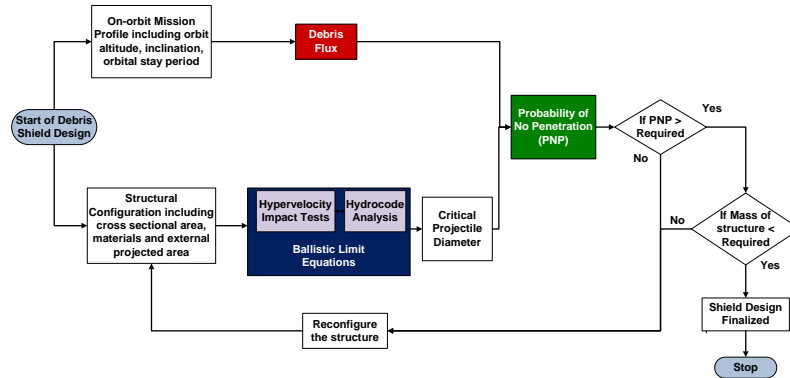 On-orbit Mission
Profile including orbit
altitude, inclination,
orbital stay period
Debris
Flux
Start of Debris
Shield Design
Probability of
No Penetration
(PNP)
If PNP >
Required
Yes
No
Structural
Configuration including
cross sectional area,
materials and external
projected area
Hypervelocity
Impact Tests
Hydrocode
Analysis
Ballistic Limit
Equations
Critical
Projectile
Diameter
No
If Mass of
structure <
Required
Yes
Reconfigure
the structure
Shield Design
Finalized
Stop